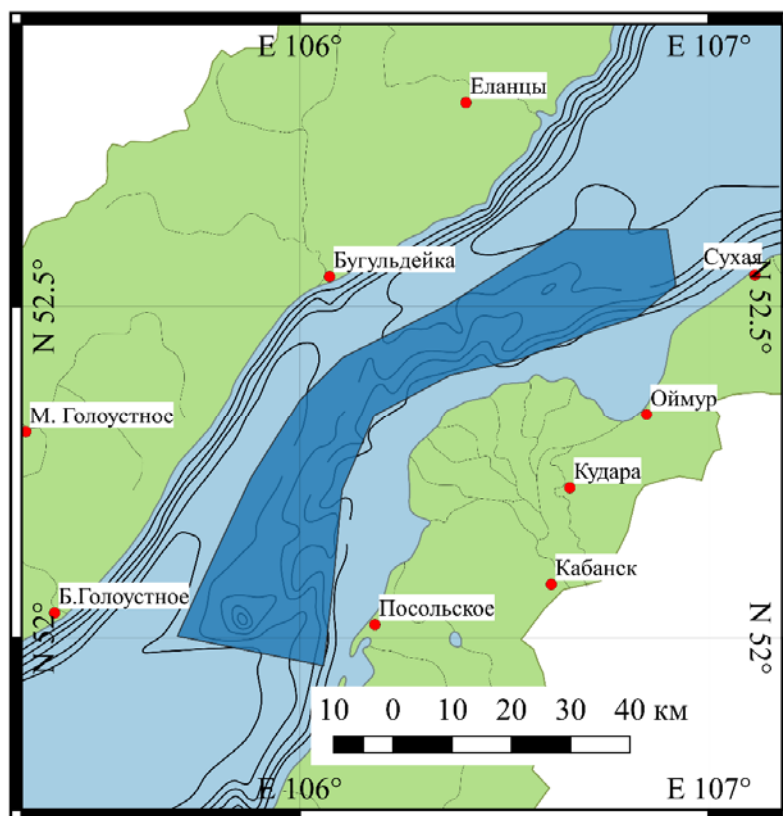 E 106° E 107°
Еланцы
Бугульдейка
Сухая
N 52.5° N 52.5°
Оймур
М. Голоустное
Кудара
Кабанск
Б.Голоустное
Посольское
N 52° N 52°
10 0 10 20 30 40 км
E 106° E 107°